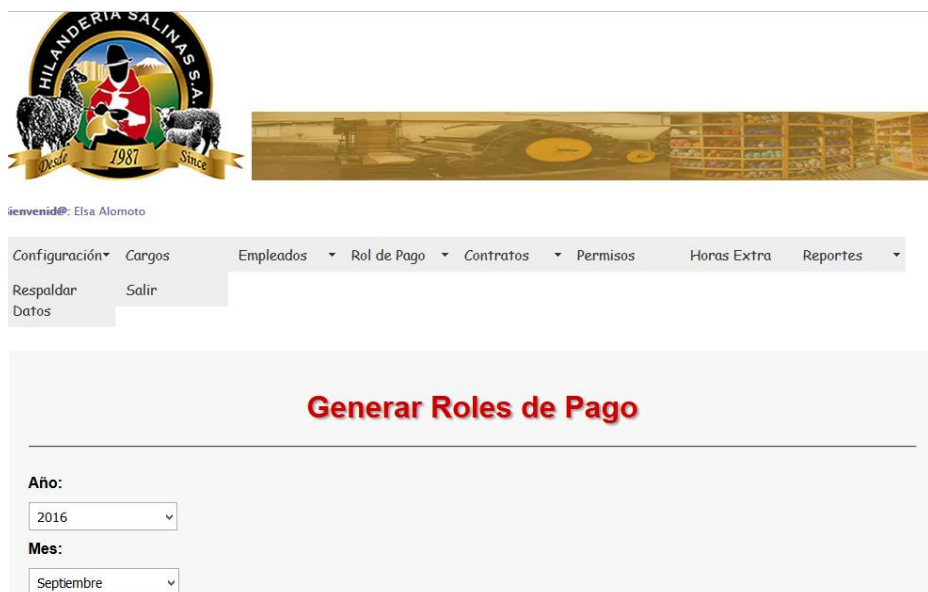 HILANDERIA SALINAS S.A.
Desde 1987 Since
Bienvenid@: Elsa Alomoto
Configuración Cargos Empleados Rol de Pago Contratos Permisos Horas Extra Reportes
Respaldar Datos Salir
Generar Roles de Pago
Año:
2016
Mes:
Septiembre